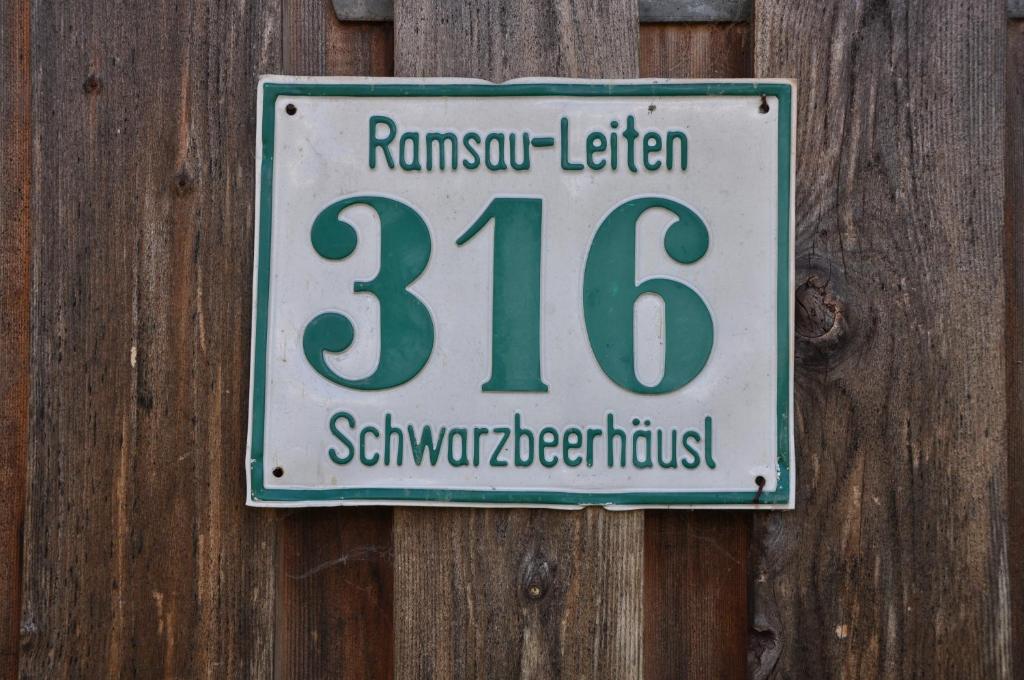 Ramsau-Leiten
316
Schwarzbeerhäusl